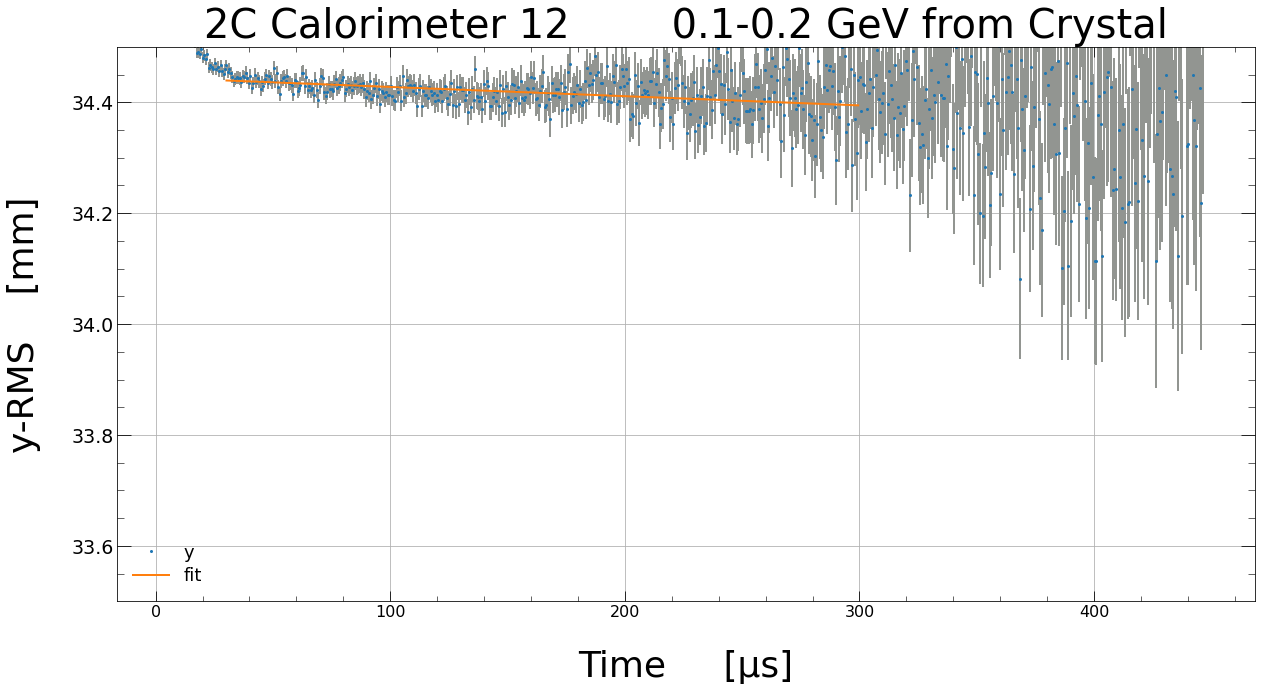 2C Calorimeter 12 0.1-0.2 GeV from Crystal
y-RMS [mm]
34.4
34.2
34.0
33.8
33.6
y
fit
0 100 200 300 400
Time [μs]